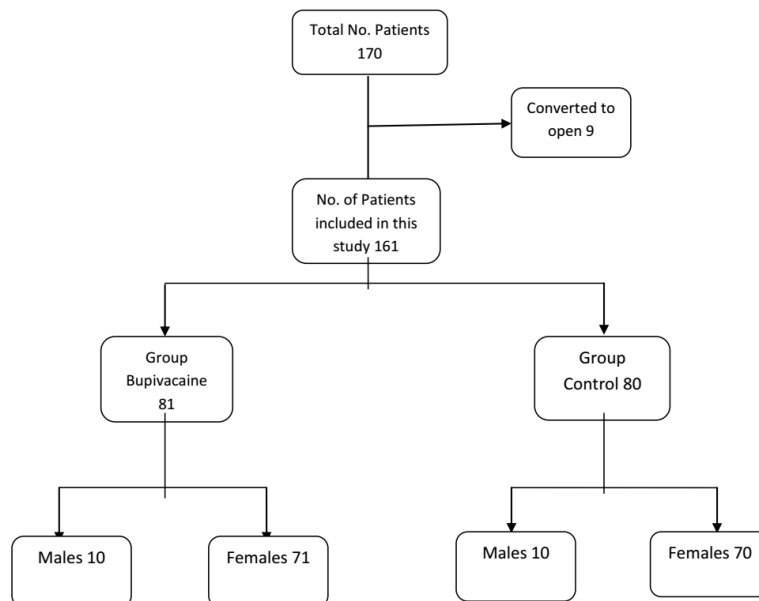 Total No. Patients
170
Converted to
open 9
No. of Patients
included in this
study 161
Group
Bupivacaine
81
Group
Control 80
Males 10
Females 71
Males 10
Females 70